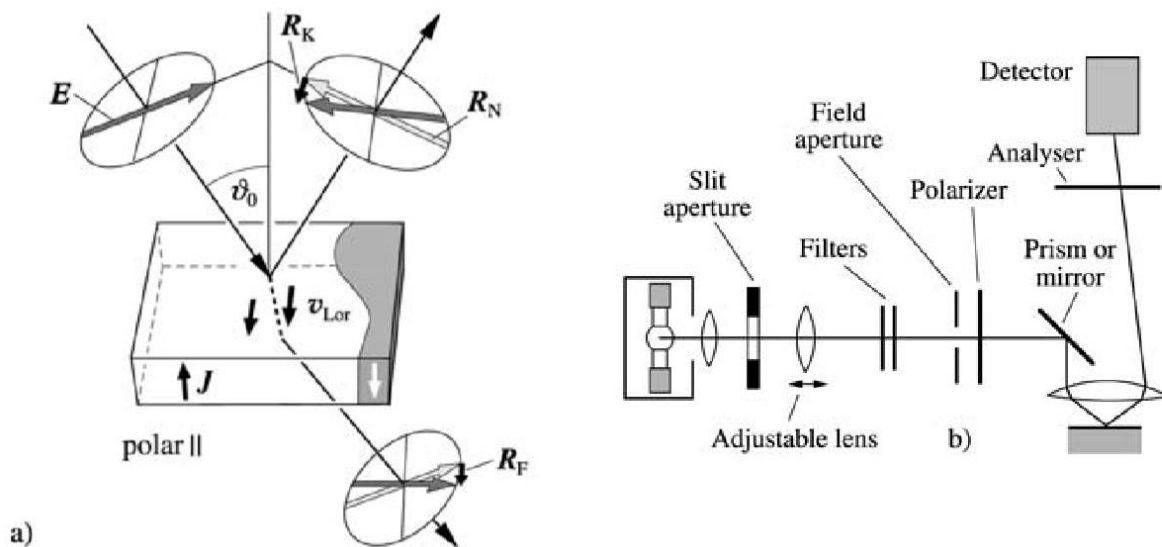 R_K
E
R_N
ϑ_0
v_Lor
J
polar ||
R_F
a)
Detector
Field
aperture
Analyser
Slit
aperture
Polarizer
Filters
Prism or
mirror
Adjustable lens
b)